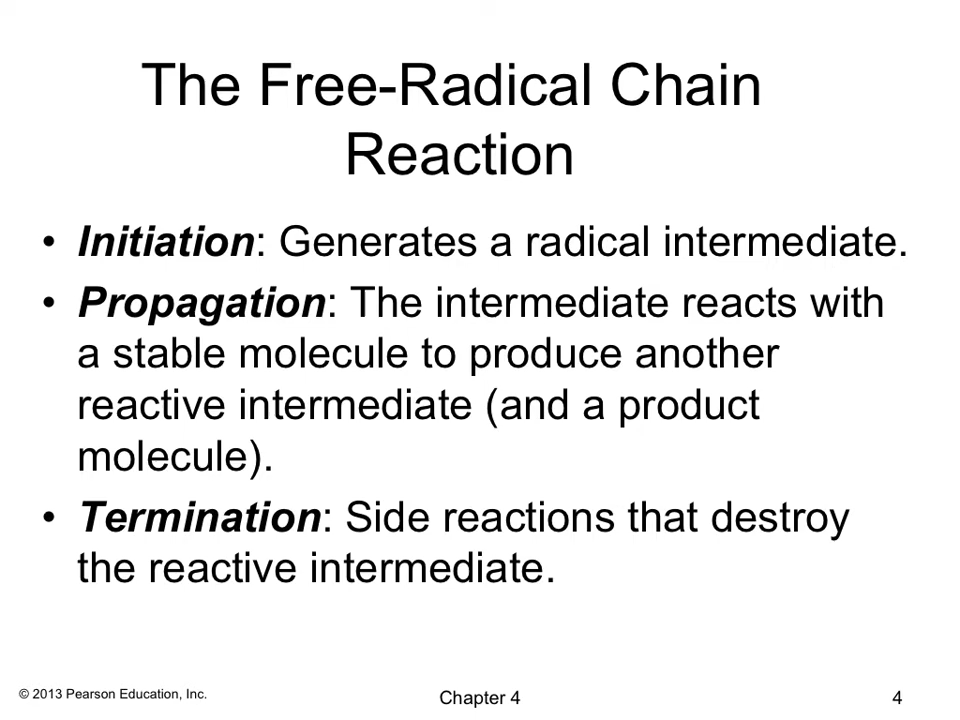 The Free-Radical Chain
Reaction
• Initiation: Generates a radical intermediate.
• Propagation: The intermediate reacts with
a stable molecule to produce another
reactive intermediate (and a product
molecule).
• Termination: Side reactions that destroy
the reactive intermediate.
© 2013 Pearson Education, Inc.
Chapter 4
4